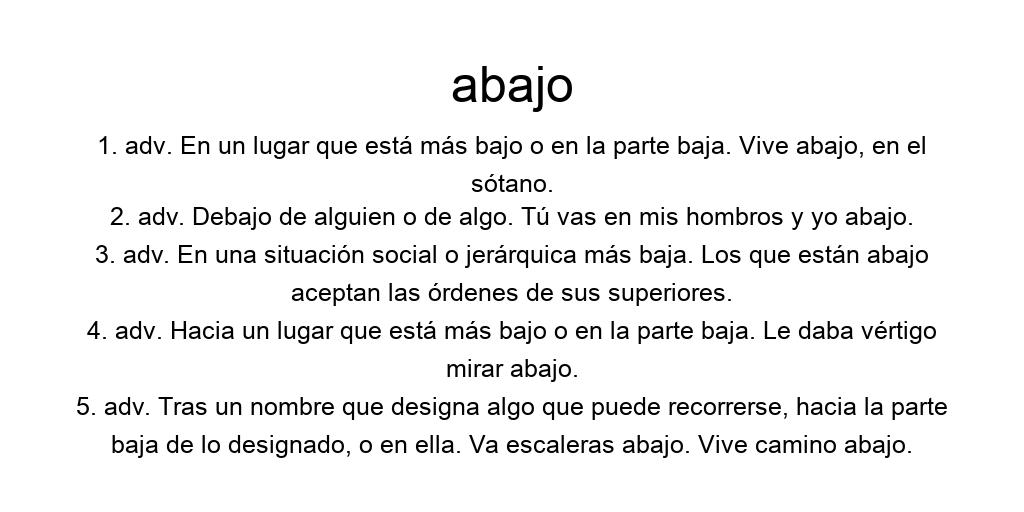 abajo
1. adv. En un lugar que está más bajo o en la parte baja. Vive abajo, en el
sótano.
2. adv. Debajo de alguien o de algo. Tú vas en mis hombros y yo abajo.
3. adv. En una situación social o jerárquica más baja. Los que están abajo
aceptan las órdenes de sus superiores.
4. adv. Hacia un lugar que está más bajo o en la parte baja. Le daba vértigo
mirar abajo.
5. adv. Tras un nombre que designa algo que puede recorrerse, hacia la parte
baja de lo designado, o en ella. Va escaleras abajo. Vive camino abajo.